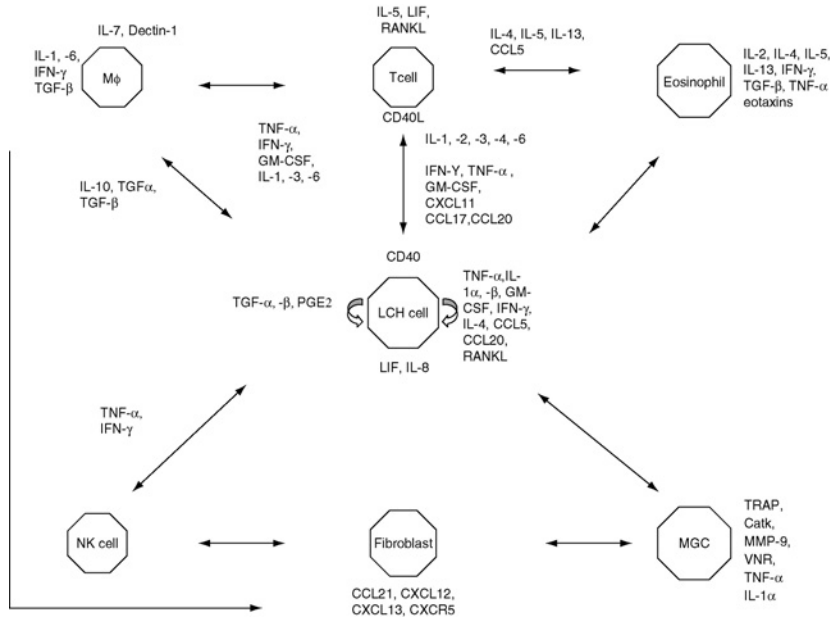 IL-7, Dectin-1
IL-1, -6,
IFN-γ
TGF-β
Mϕ
IL-5, LIF,
RANKL
Tcell
CD40L
IL-4, IL-5, IL-13,
CCL5
Eosinophil
IL-2, IL-4, IL-5,
IL-13, IFN-γ,
TGF-β, TNF-α
eotaxins
TNF-α,
IFN-γ,
GM-CSF,
IL-1, -3, -6
IL-1, -2, -3, -4, -6
IFN-Y, TNF-α ,
GM-CSF,
CXCL11
CCL17,CCL20
IL-10, TGFα,
TGF-β
CD40
TGF-α, -β, PGE2
LCH cell
TNF-α,IL-
1α, -β, GM-
CSF, IFN-γ,
IL-4, CCL5,
CCL20,
RANKL
LIF, IL-8
TNF-α,
IFN-γ
NK cell
Fibroblast
CCL21, CXCL12,
CXCL13, CXCR5
MGC
TRAP,
Catk,
MMP-9,
VNR,
TNF-α
IL-1α